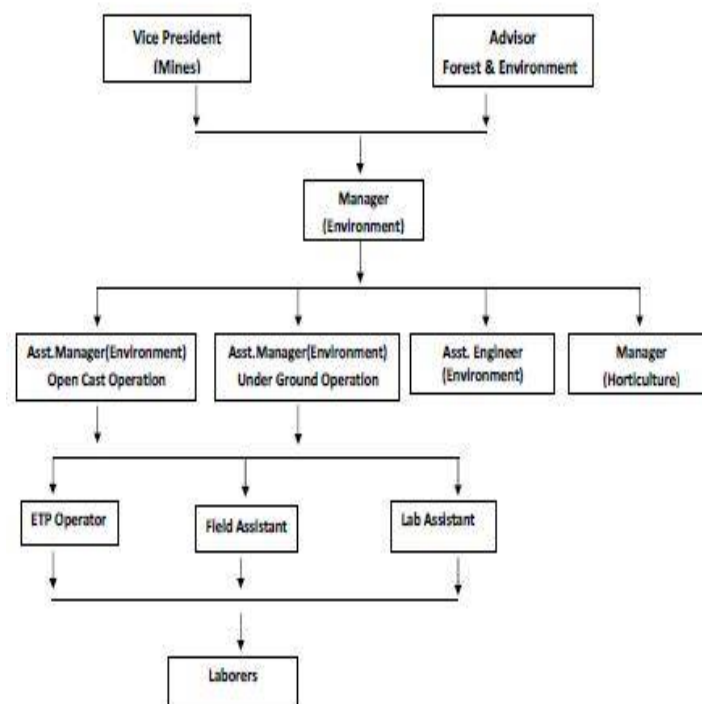 Vice President
(Mines)
Advisor
Forest & Environment
Manager
(Environment)
Asst.Manager(Environment)
Open Cast Operation
Asst.Manager(Environment)
Under Ground Operation
Asst. Engineer
(Environment)
Manager
(Horticulture)
ETP Operator
Field Assistant
Lab Assistant
Laborers